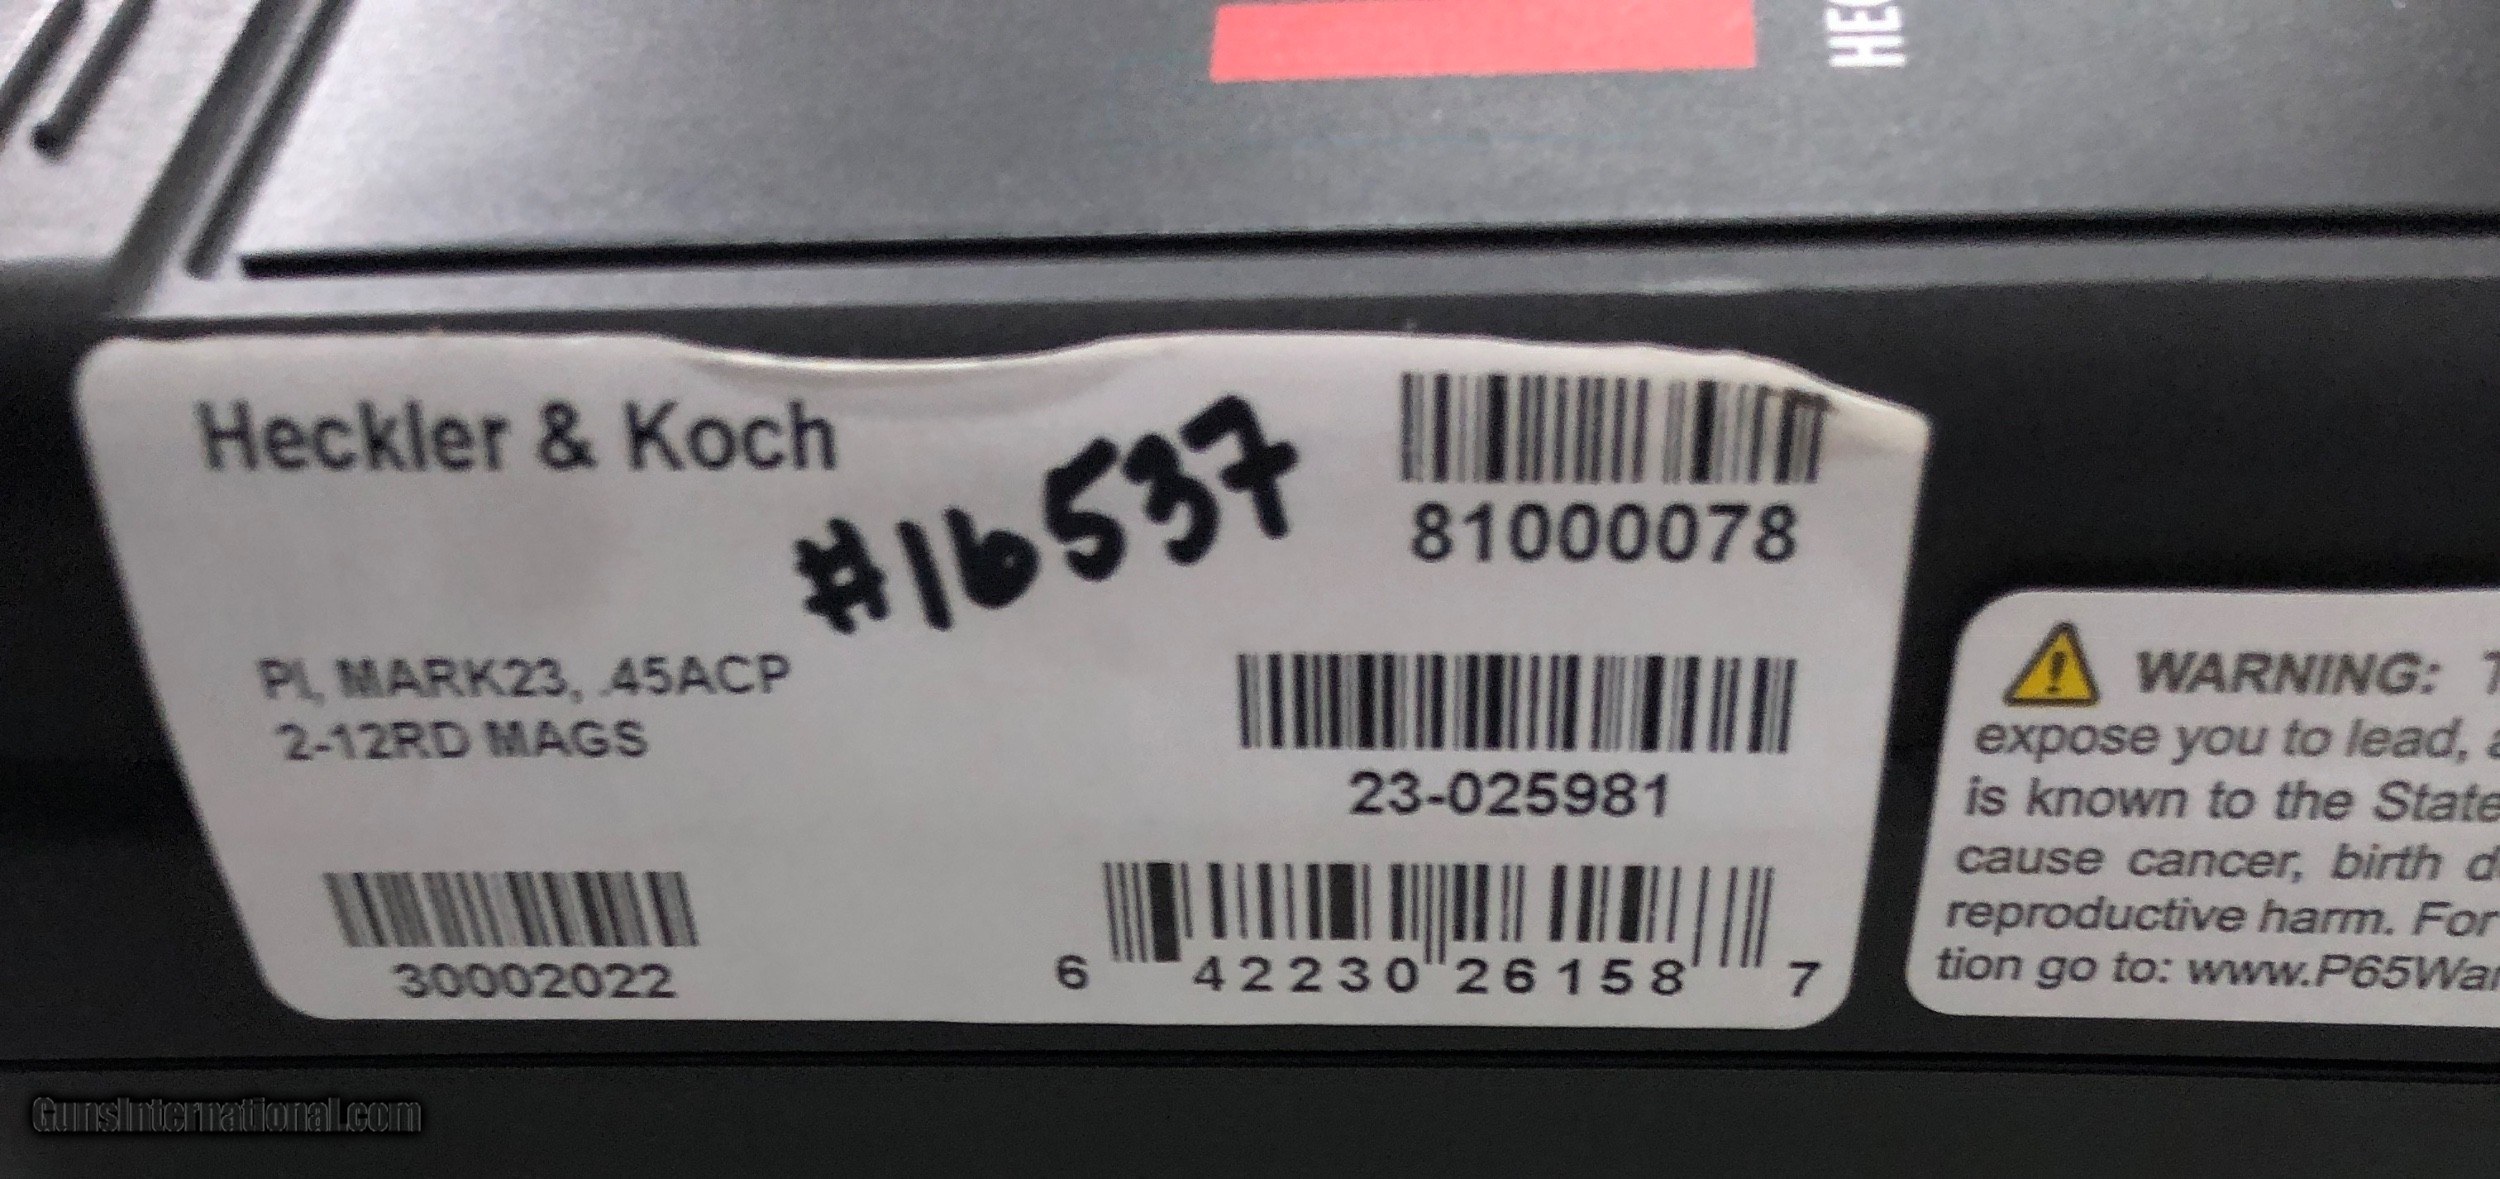 HEC
Heckler & Koch
#16537
81000078
PI, MARK23, .45ACP
2-12RD MAGS
23-025981
30002022
6 42230 26158 7
WARNING: T
expose you to lead, a
is known to the State
cause cancer, birth d
reproductive harm. For
tion go to: www.P65War
GunsInternational.com